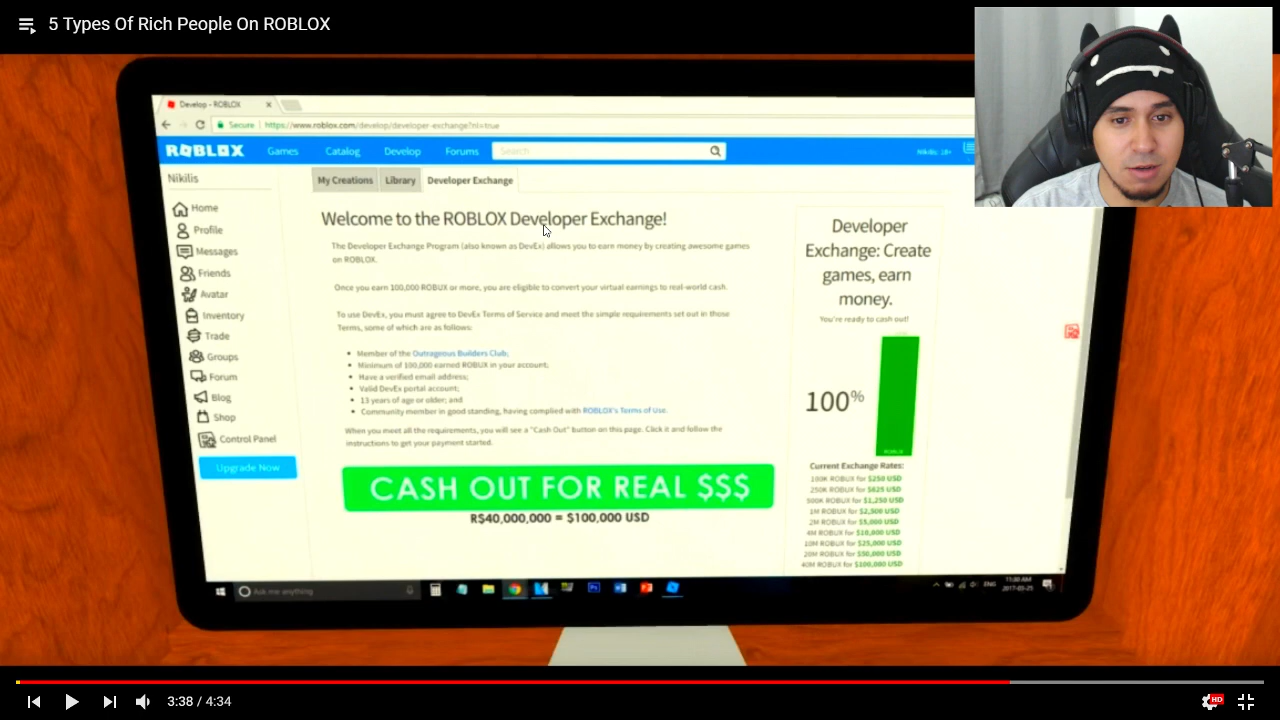 5 Types Of Rich People On ROBLOX
Develop - ROBLOX
Secure https://www.roblox.com/develop/developer-exchange?nl=true
ROBLOX Games Catalog Develop Forums Search Nikilis: 18+
Nikilis
Home
Profile
Messages
Friends
Avatar
Inventory
Trade
Groups
Forum
Blog
Shop
Control Panel
Upgrade Now
My Creations Library Developer Exchange
Welcome to the ROBLOX Developer Exchange!
The Developer Exchange Program (also known as DevEx) allows you to earn money by creating awesome games
on ROBLOX.
Once you earn 100,000 ROBUX or more, you are eligible to convert your virtual earnings to real-world cash.
To use DevEx, you must agree to DevEx Terms of Service and meet the simple requirements set out in those
Terms, some of which are as follows:
Member of the Outrageous Builders Club;
Minimum of 100,000 earned ROBUX in your account;
Have a verified email address;
Valid DevEx portal account;
13 years of age or older; and
Community member in good standing, having complied with ROBLOX's Terms of Use.
When you meet all the requirements, you will see a "Cash Out" button on this page. Click it and follow the
instructions to get your payment started.
CASH OUT FOR REAL $$$
R$40,000,000 = $100,000 USD
Developer
Exchange: Create
games, earn
money.
You're ready to cash out!
100%
ROBUX
Current Exchange Rates:
100K ROBUX for $250 USD
250K ROBUX for $625 USD
500K ROBUX for $1,250 USD
1M ROBUX for $2,500 USD
2M ROBUX for $5,000 USD
4M ROBUX for $10,000 USD
10M ROBUX for $25,000 USD
20M ROBUX for $50,000 USD
40M ROBUX for $100,000 USD
Ask me anything
ENG
11:00 AM
2017-03-25
3:38 / 4:34
HD